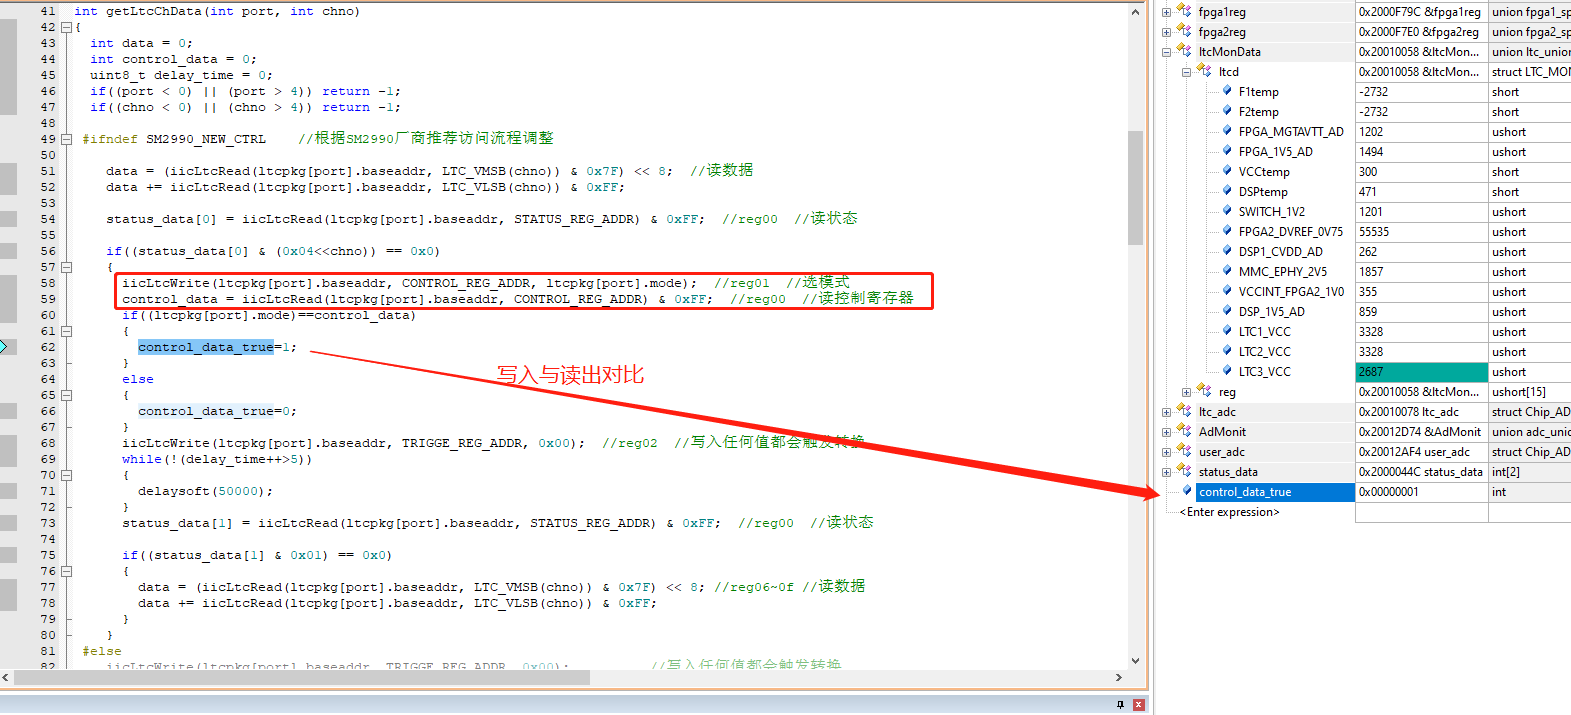 41 int getLtcChData(int port, int chno)
42 {
43 int data = 0;
44 int control_data = 0;
45 uint8_t delay_time = 0;
46 if((port < 0) || (port > 4)) return -1;
47 if((chno < 0) || (chno > 4)) return -1;
48
49 #ifndef SM2990_NEW_CTRL //根据SM2990厂商推荐访问流程调整
50
51 data = (iicLtcRead(ltcpkg[port].baseaddr, LTC_VMSB(chno)) & 0x7F) << 8; //读数据
52 data += iicLtcRead(ltcpkg[port].baseaddr, LTC_VLSB(chno)) & 0xFF;
53
54 status_data[0] = iicLtcRead(ltcpkg[port].baseaddr, STATUS_REG_ADDR) & 0xFF; //reg00 //读状态
55
56 if((status_data[0] & (0x04<<chno)) == 0x0)
57 {
58 iicLtcWrite(ltcpkg[port].baseaddr, CONTROL_REG_ADDR, ltcpkg[port].mode); //reg01 //选模式
59 control_data = iicLtcRead(ltcpkg[port].baseaddr, CONTROL_REG_ADDR) & 0xFF; //reg00 //读控制寄存器
60 if((ltcpkg[port].mode)==control_data)
61 {
62 control_data_true=1;
63 }
64 else
65 {
66 control_data_true=0;
67 }
68 iicLtcWrite(ltcpkg[port].baseaddr, TRIGGE_REG_ADDR, 0x00); //reg02 //写入任何值都会触发转换
69 while(!(delay_time++>5))
70 {
71 delaysoft(50000);
72 }
73 status_data[1] = iicLtcRead(ltcpkg[port].baseaddr, STATUS_REG_ADDR) & 0xFF; //reg00 //读状态
74
75 if((status_data[1] & 0x01) == 0x0)
76 {
77 data = (iicLtcRead(ltcpkg[port].baseaddr, LTC_VMSB(chno)) & 0x7F) << 8; //reg06~0f //读数据
78 data += iicLtcRead(ltcpkg[port].baseaddr, LTC_VLSB(chno)) & 0xFF;
79 }
80 }
81 #else
82 iicLtcWrite(ltcpkg[port].baseaddr, TRIGGE_REG_ADDR, 0x00); //写入任何值都会触发转换
写入与读出对比
fpga1reg 0x2000F79C &fpga1reg union fpga1_sp
fpga2reg 0x2000F7E0 &fpga2reg union fpga2_sp
ltcMonData 0x20010058 &ltcMon... union ltc_union
ltcd 0x20010058 &ltcMon... struct LTC_MON
F1temp -2732 short
F2temp -2732 short
FPGA_MGTAVTT_AD 1202 ushort
FPGA_1V5_AD 1494 ushort
VCCtemp 300 short
DSPtemp 471 short
SWITCH_1V2 1201 ushort
FPGA2_DVREF_0V75 55535 ushort
DSP1_CVDD_AD 262 ushort
MMC_EPHY_2V5 1857 ushort
VCCINT_FPGA2_1V0 355 ushort
DSP_1V5_AD 859 ushort
LTC1_VCC 3328 ushort
LTC2_VCC 3328 ushort
LTC3_VCC 2687 ushort
reg 0x20010058 &ltcMon... ushort[15]
ltc_adc 0x20010078 ltc_adc struct Chip_AD
AdMonit 0x20012D74 &AdMonit union adc_unio
user_adc 0x20012AF4 user_adc struct Chip_AD
status_data 0x2000044C status_data int[2]
control_data_true 0x00000001 int
<Enter expression>